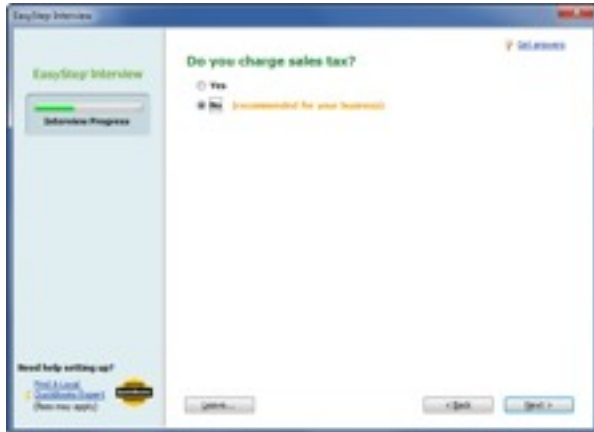 EasyStep Interview
Get answers
Do you charge sales tax?
EasyStep Interview
Yes
No (recommended for your business)
Interview Progress
Need help setting up?
Find A Local
QuickBooks Expert
(Fees may apply)
Leave...
< Back
Next >